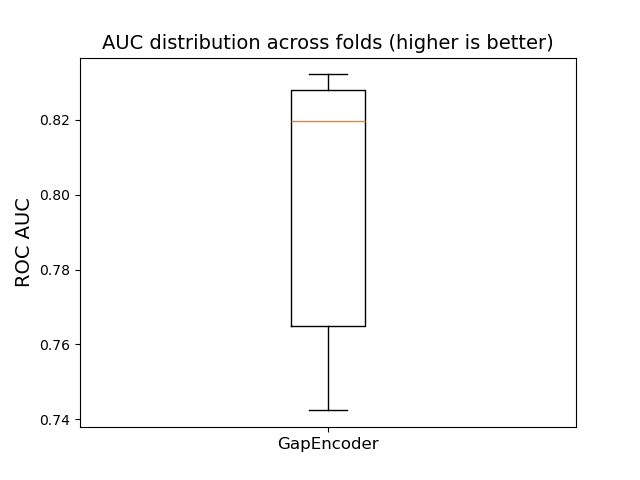 AUC distribution across folds (higher is better)
ROC AUC
0.82
0.80
0.78
0.76
0.74
GapEncoder